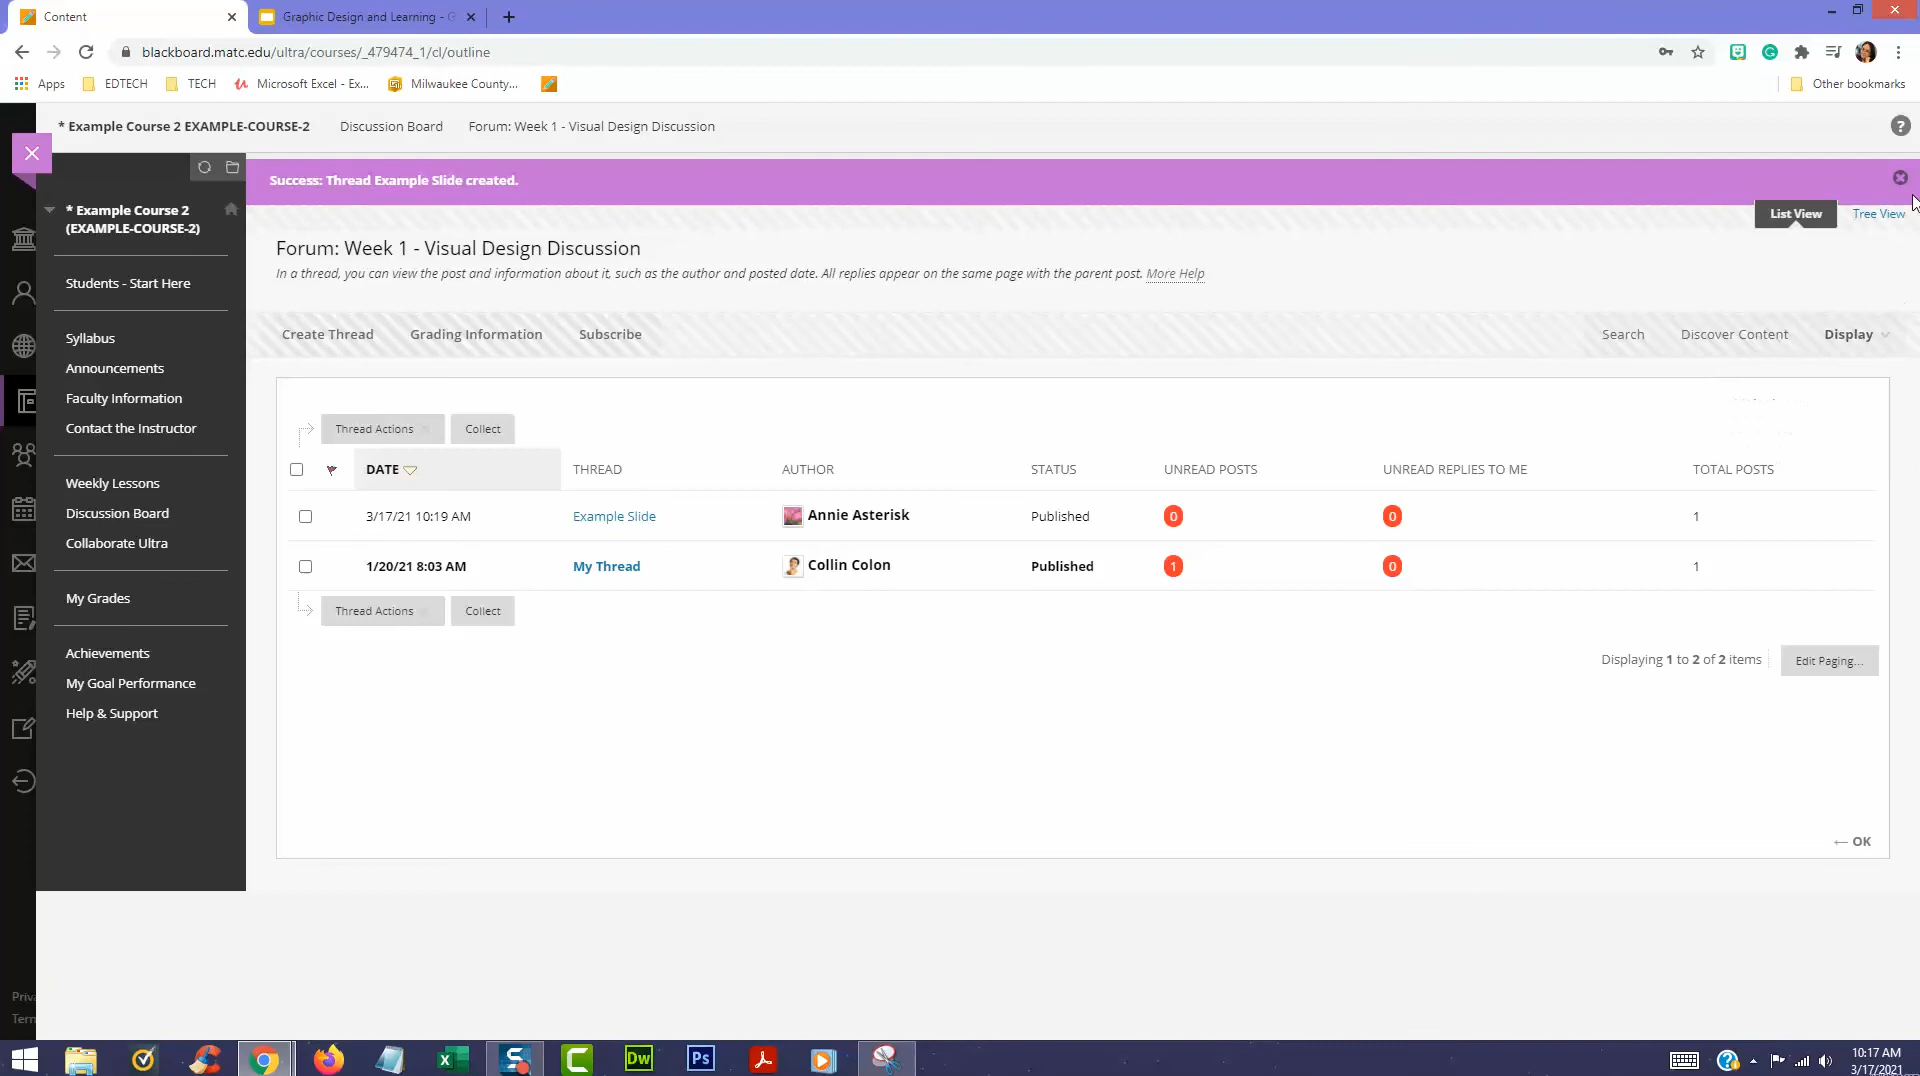 Content
Graphic Design and Learning - G
blackboard.matc.edu/ultra/courses/_479474_1/cl/outline
Apps
EDTECH
TECH
Microsoft Excel - Ex...
Milwaukee County...
Other bookmarks
* Example Course 2 EXAMPLE-COURSE-2
Discussion Board
Forum: Week 1 - Visual Design Discussion
Success: Thread Example Slide created.
List View
Tree View
* Example Course 2
(EXAMPLE-COURSE-2)
Students - Start Here
Syllabus
Announcements
Faculty Information
Contact the Instructor
Weekly Lessons
Discussion Board
Collaborate Ultra
My Grades
Achievements
My Goal Performance
Help & Support
Priva
Term
Forum: Week 1 - Visual Design Discussion
In a thread, you can view the post and information about it, such as the author and posted date. All replies appear on the same page with the parent post. More Help
Create Thread
Grading Information
Subscribe
Search
Discover Content
Display
Thread Actions
Collect
DATE
THREAD
AUTHOR
STATUS
UNREAD POSTS
UNREAD REPLIES TO ME
TOTAL POSTS
3/17/21 10:19 AM
Example Slide
Annie Asterisk
Published
0
0
1
1/20/21 8:03 AM
My Thread
Collin Colon
Published
1
0
1
Thread Actions
Collect
Displaying 1 to 2 of 2 items
Edit Paging...
← OK
Dw
Ps
10:17 AM
3/17/2021